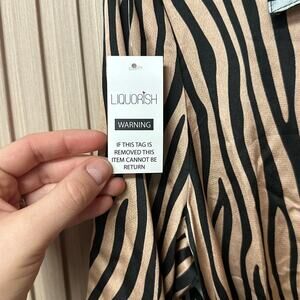 LIQUORISH
WARNING
IF THIS TAG IS
REMOVED THIS
ITEM CANNOT BE
RETURN